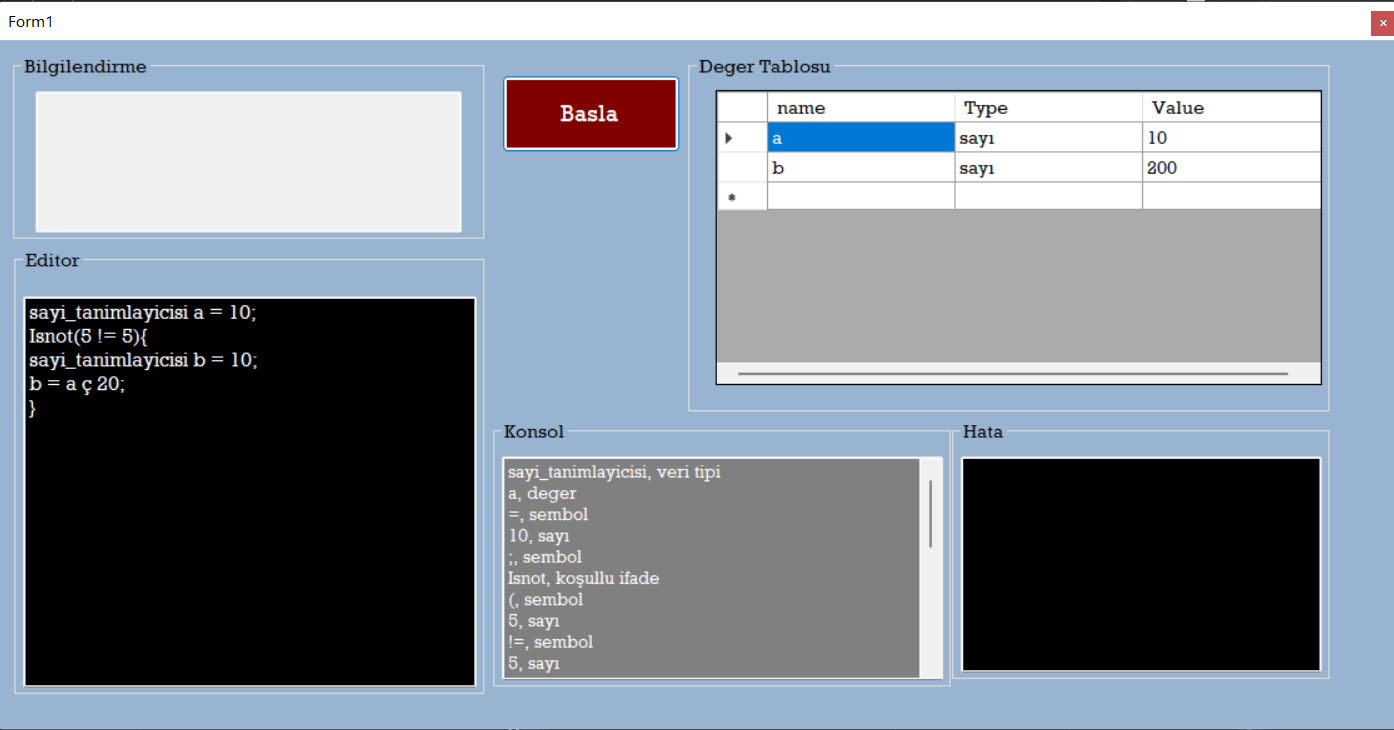 Form1
Bilgilendirme
Basla
Deger Tablosu
name Type Value
a sayı 10
b sayı 200
Editor
sayi_tanimlayicisi a = 10;
Isnot(5 != 5){
sayi_tanimlayicisi b = 10;
b = a ç 20;
}
Konsol
sayi_tanimlayicisi, veri tipi
a, deger
=, sembol
10, sayı
;, sembol
Isnot, koşullu ifade
(, sembol
5, sayı
!=, sembol
5, sayı
Hata